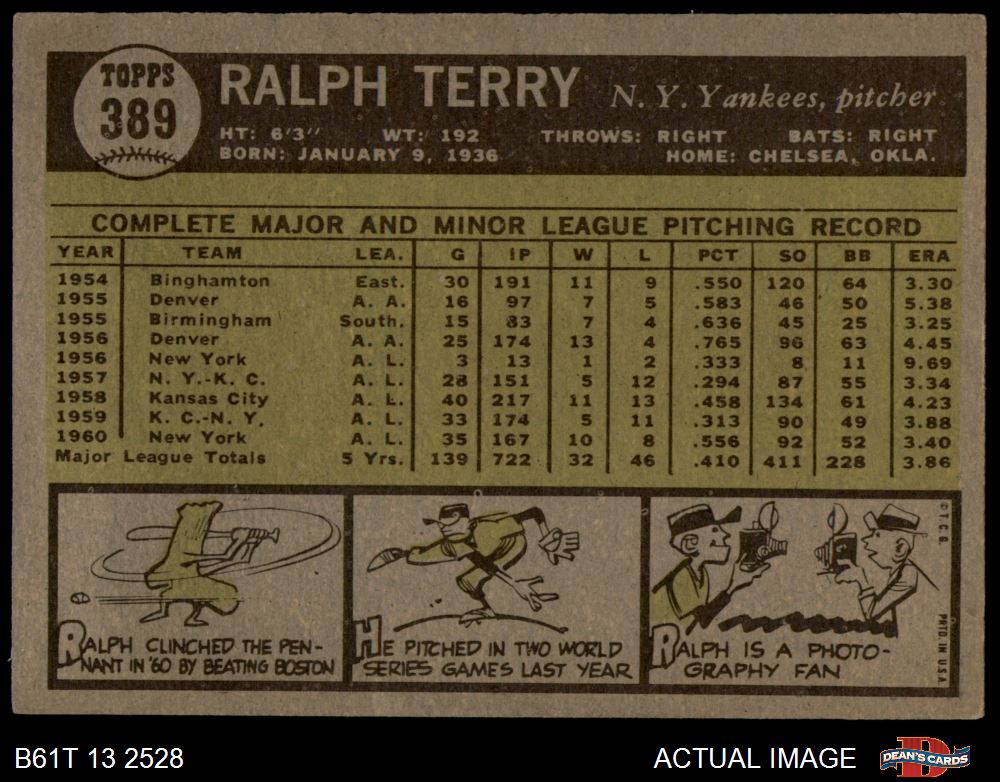 TOPPS
389
RALPH TERRY N. Y. Yankees, pitcher
HT: 6'3" WT: 192 THROWS: RIGHT BATS: RIGHT
BORN: JANUARY 9, 1936 HOME: CHELSEA, OKLA.
COMPLETE MAJOR AND MINOR LEAGUE PITCHING RECORD
YEAR TEAM LEA. G IP W L PCT SO BB ERA
1954 Binghamton East. 30 191 11 9 .550 120 64 3.30
1955 Denver A. A. 16 97 7 5 .583 46 50 5.38
1955 Birmingham South. 15 83 7 4 .636 45 25 3.25
1956 Denver A. A. 25 174 13 4 .765 96 63 4.45
1956 New York A. L. 3 13 1 2 .333 8 11 9.69
1957 N. Y.-K. C. A. L. 28 151 5 12 .294 87 55 3.34
1958 Kansas City A. L. 40 217 11 13 .458 134 61 4.23
1959 K. C.-N. Y. A. L. 33 174 5 11 .313 90 49 3.88
1960 New York A. L. 35 167 10 8 .556 92 52 3.40
Major League Totals 5 Yrs. 139 722 32 46 .410 411 228 3.86
RALPH CLINCHED THE PEN-
NANT IN '60 BY BEATING BOSTON
HE PITCHED IN TWO WORLD
SERIES GAMES LAST YEAR
RALPH IS A PHOTO-
GRAPHY FAN
© T. C. G. PRTD. IN U.S.A.
B61T 13 2528 ACTUAL IMAGE DEAN'S CARDS